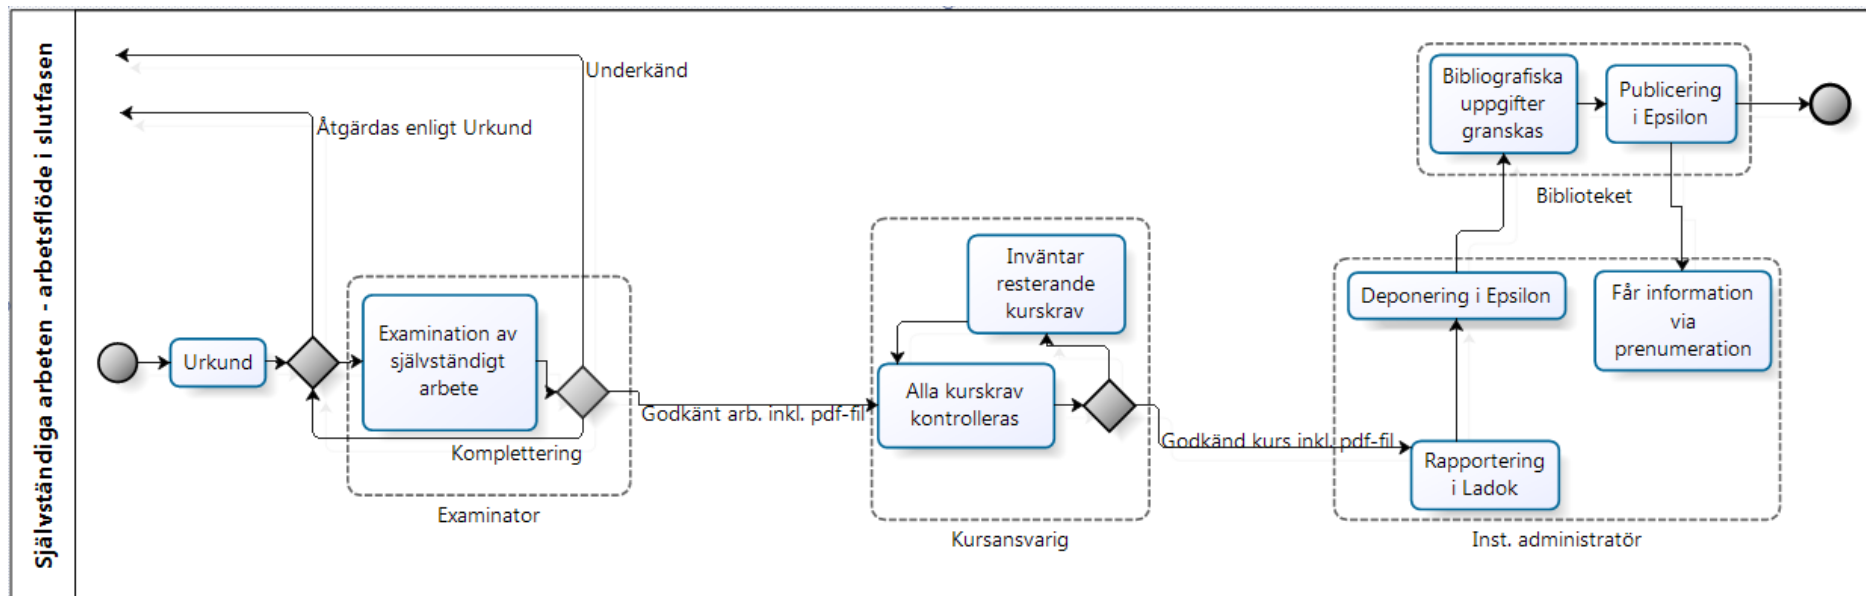 Självständiga arbeten - arbetsflöde i slutfasen
Underkänd
Åtgärdas enligt Urkund
Urkund
Examination av
självständigt
arbete
Komplettering
Examinator
Godkänt arb. inkl. pdf-fil
Inväntar
resterande
kurskrav
Alla kurskrav
kontrolleras
Kursansvarig
Godkänd kurs inkl. pdf-fil
Bibliografiska
uppgifter
granskas
Publicering
i Epsilon
Biblioteket
Deponering i Epsilon
Får information
via
prenumeration
Rapportering
i Ladok
Inst. administratör